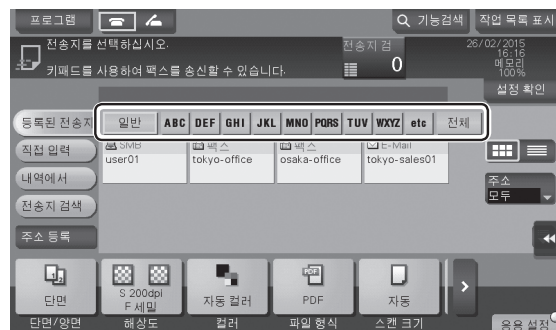 프로그램
기능검색
작업 목록 표시
전송지를 선택하십시오.
키패드를 사용하여 팩스를 송신할 수 있습니다.
전송지 검
0
26/02/2015
16:16
메모리
100%
설정 확인
등록된 전송지
일반 ABC DEF GHI JKL MNO PQRS TUV WXYZ etc 전체
직접 입력
내역에서
전송지 검색
주소 등록
SMB
user01
팩스
tokyo-office
팩스
osaka-office
E-Mail
tokyo-sales01
주소
모두
단면
단면/양면
S 200dpi
F 세밀
해상도
자동 컬러
컬러
PDF
파일 형식
자동
스캔 크기
응용 설정